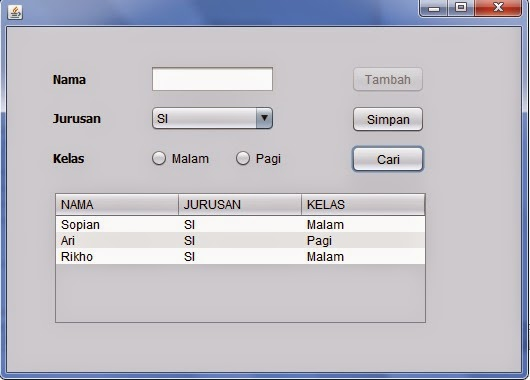 Nama Tambah
Jurusan SI Simpan
Kelas Malam Pagi Cari
NAMA JURUSAN KELAS
Sopian SI Malam
Ari SI Pagi
Rikho SI Malam